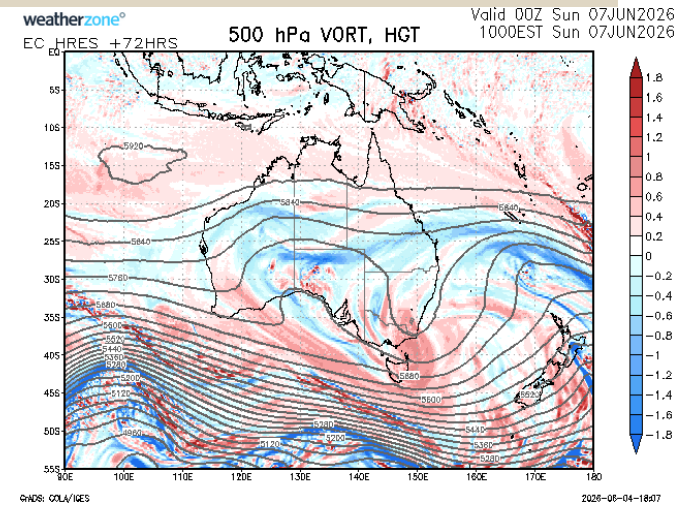 weatherzone°
EC HRES +72HRS
500 hPa VORT, HGT
Valid 00Z Sun 07JUN2026
1000EST Sun 07JUN2026
EQ
5S
10S
15S
20S
25S
30S
35S
40S
45S
50S
55S
90E 100E 110E 120E 130E 140E 150E 160E 170E 180
5920
5840
5840
5840
5760
5680
5600
5520
5440
5360
5280
5200
5120
4960
5680
5600
5520
5440
5360
5280
5280
5200
5120
1.8
1.6
1.4
1.2
1
0.8
0.6
0.4
0.2
0
-0.2
-0.4
-0.6
-0.8
-1
-1.2
-1.4
-1.6
-1.8
GrADS: COLA/IGES
2026-06-04-18:07